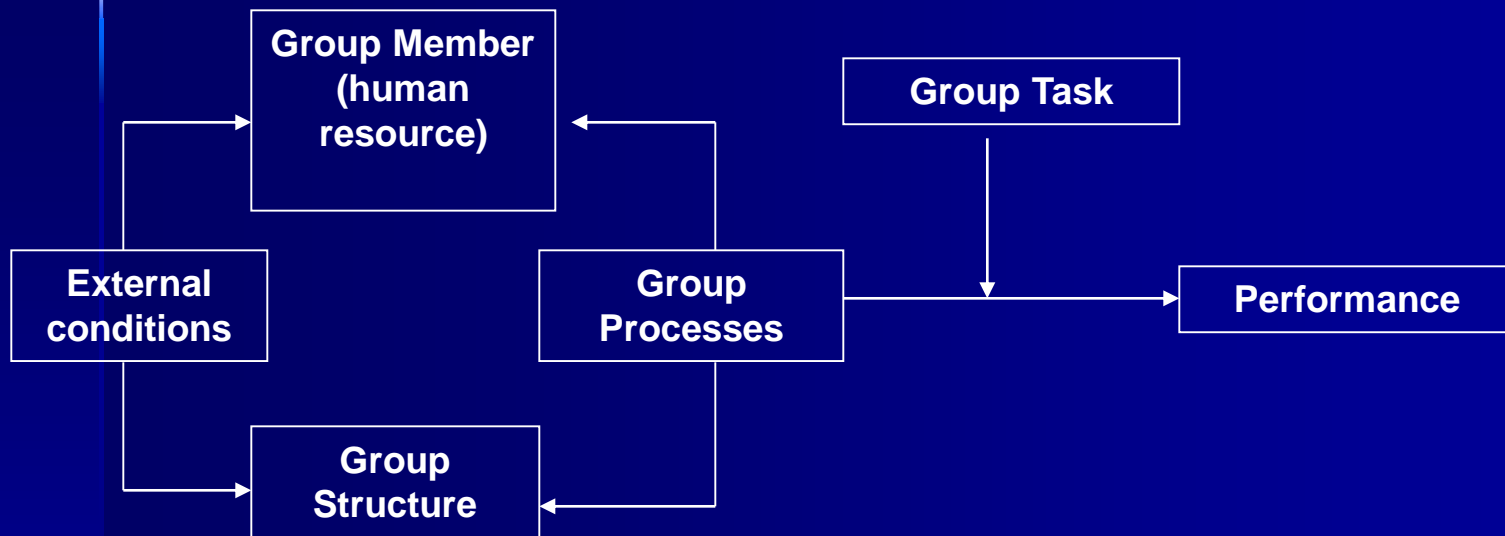 Group Member
(human
resource)
Group Task
External
conditions
Group
Processes
Performance
Group
Structure